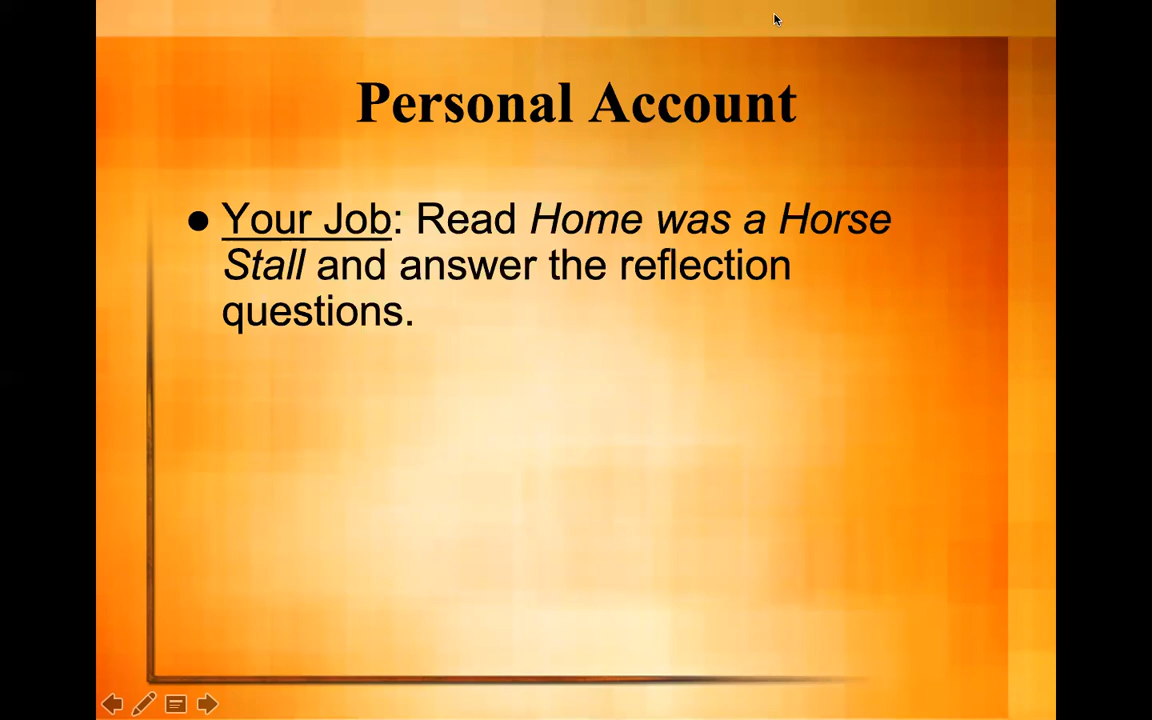 Personal Account
● Your Job: Read Home was a Horse
Stall and answer the reflection
questions.